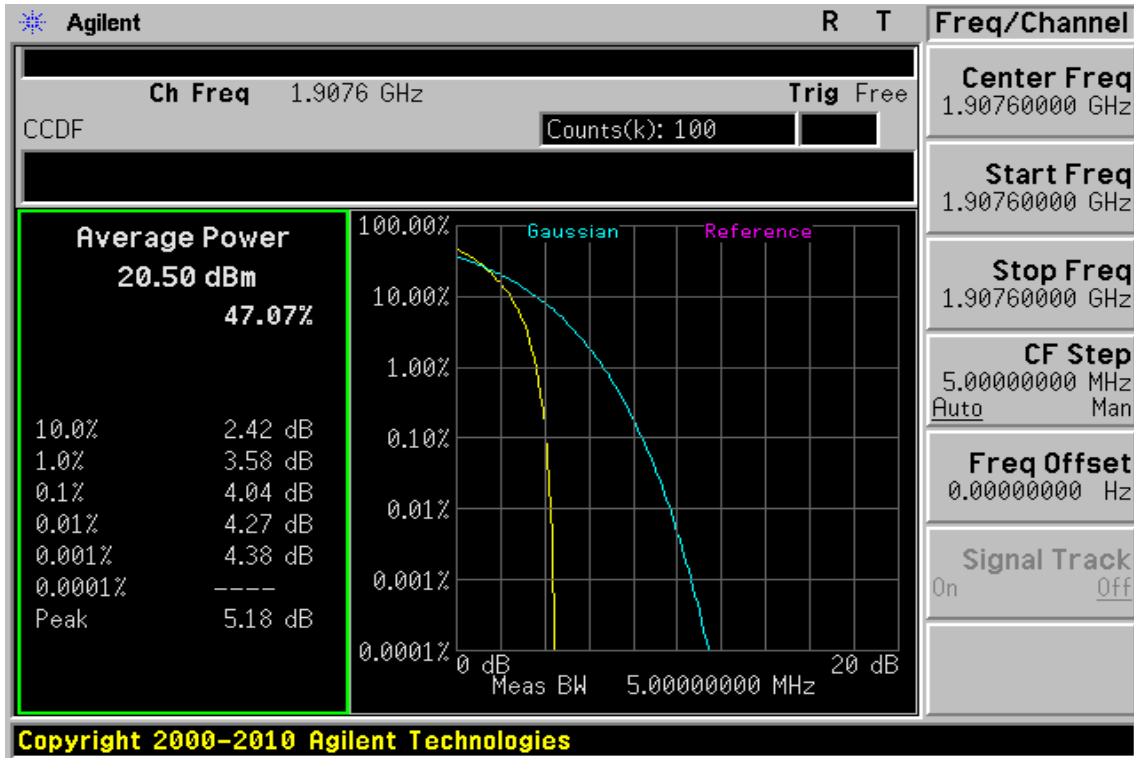 Agilent R T Freq/Channel
Ch Freq 1.9076 GHz Trig Free
CCDF Counts(k): 100
Average Power
20.50 dBm
47.07%
10.0% 2.42 dB
1.0% 3.58 dB
0.1% 4.04 dB
0.01% 4.27 dB
0.001% 4.38 dB
0.0001% ----
Peak 5.18 dB
Gaussian Reference
100.00%
10.00%
1.00%
0.10%
0.01%
0.001%
0.0001%
0 dB 20 dB
Meas BW 5.00000000 MHz
Center Freq
1.90760000 GHz
Start Freq
1.90760000 GHz
Stop Freq
1.90760000 GHz
CF Step
5.00000000 MHz
Auto Man
Freq Offset
0.00000000 Hz
Signal Track
On Off
Copyright 2000-2010 Agilent Technologies